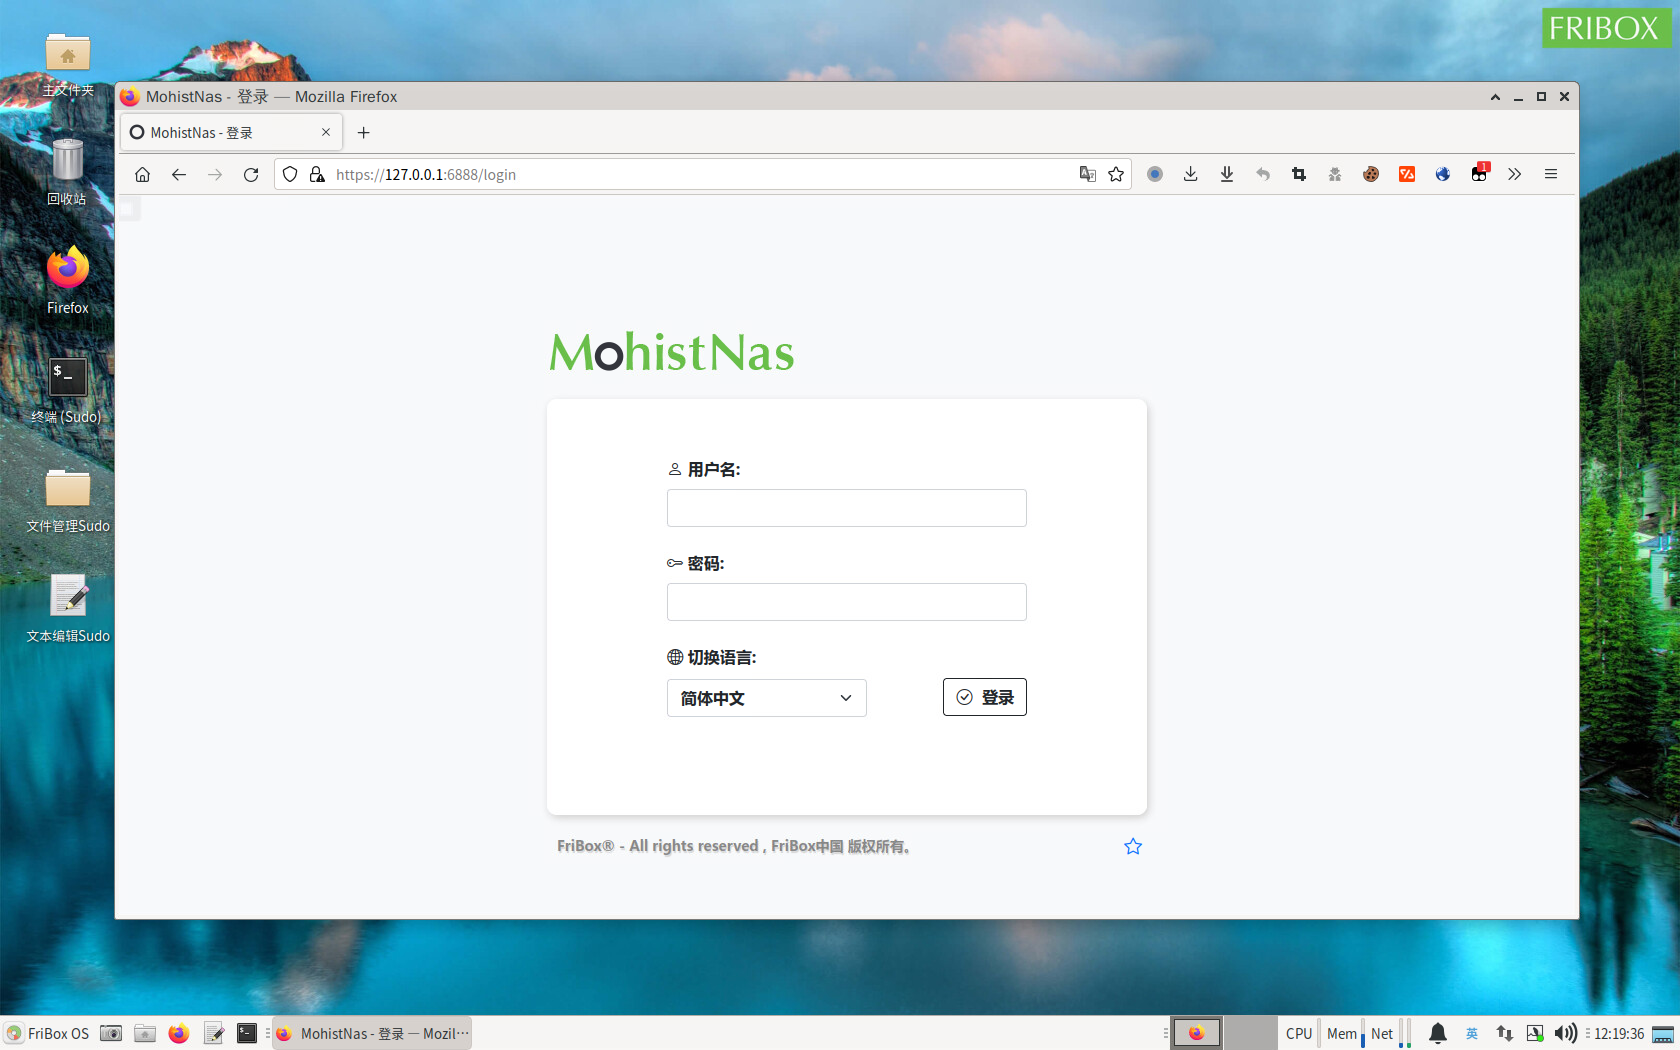 FRIBOX
主文件夹
回收站
Firefox
终端 (Sudo)
文件管理Sudo
文本编辑Sudo
MohistNas - 登录 — Mozilla Firefox
MohistNas - 登录
https://127.0.0.1:6888/login
1
MohistNas
用户名:
密码:
切换语言:
简体中文
登录
FriBox® - All rights reserved , FriBox中国 版权所有。
FriBox OS
MohistNas - 登录 — Mozil…
CPU
Mem
Net
英
12:19:36